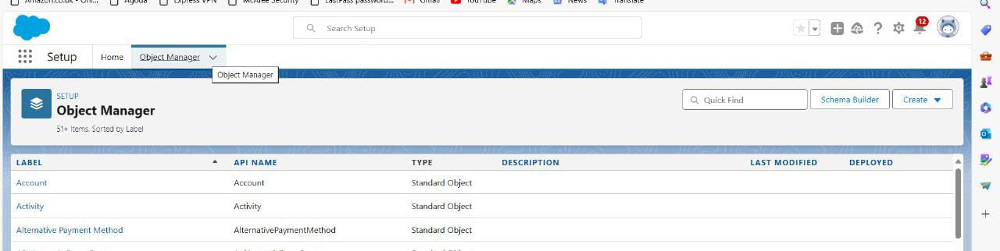 Amazon.co.uk - Onl...
Agoda
Express VPN
McAfee Security
LastPass password...
Gmail
YouTube
Maps
News
Translate
Search Setup
12
Setup
Home
Object Manager
Object Manager
SETUP
Object Manager
51+ Items, Sorted by Label
Quick Find
Schema Builder
Create
LABEL API NAME TYPE DESCRIPTION LAST MODIFIED DEPLOYED
Account Account Standard Object
Activity Activity Standard Object
Alternative Payment Method AlternativePaymentMethod Standard Object